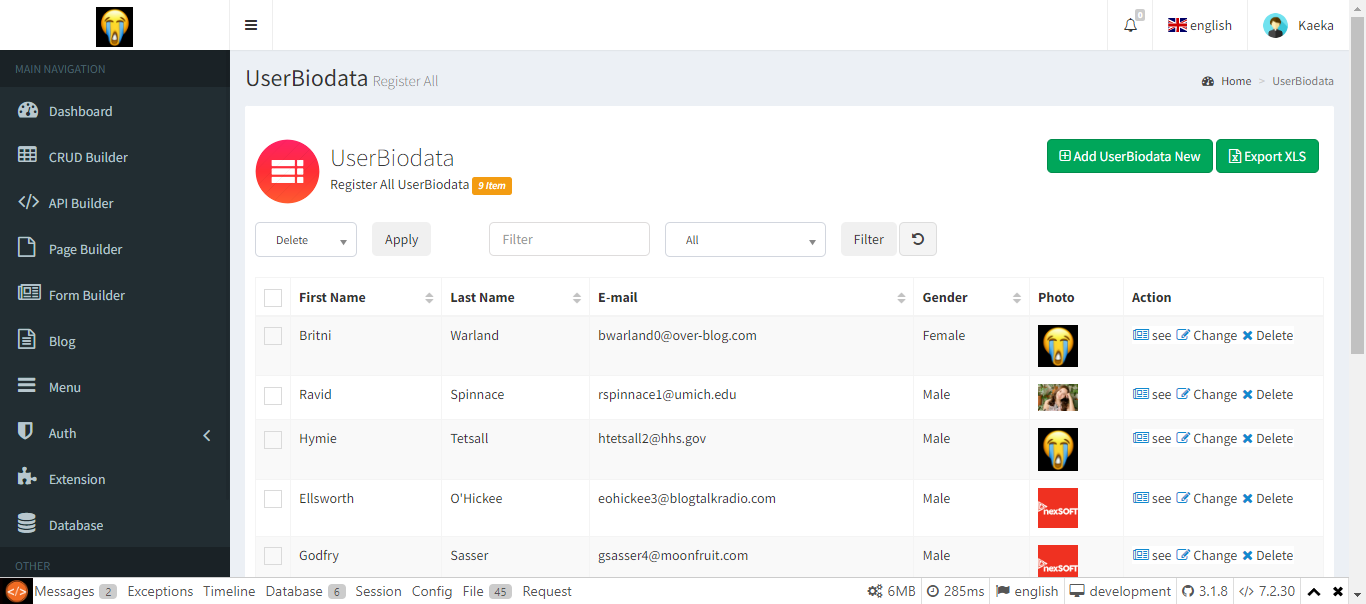 0
english
Kaeka
MAIN NAVIGATION
Dashboard
CRUD Builder
API Builder
Page Builder
Form Builder
Blog
Menu
Auth
Extension
Database
OTHER
UserBiodata Register All
Home > UserBiodata
UserBiodata
Register All UserBiodata 9 Item
Add UserBiodata New
Export XLS
Delete
Apply
Filter
All
Filter
First Name Last Name E-mail Gender Photo Action
Britni Warland bwarland0@over-blog.com Female see Change Delete
Ravid Spinnace rspinnace1@umich.edu Male see Change Delete
Hymie Tetsall htetsall2@hhs.gov Male see Change Delete
Ellsworth O'Hickee eohickee3@blogtalkradio.com Male nexSOFT see Change Delete
Godfry Sasser gsasser4@moonfruit.com Male nexSOFT see Change Delete
Messages 2 Exceptions Timeline Database 6 Session Config File 45 Request 6MB 285ms english development 3.1.8 </> 7.2.30